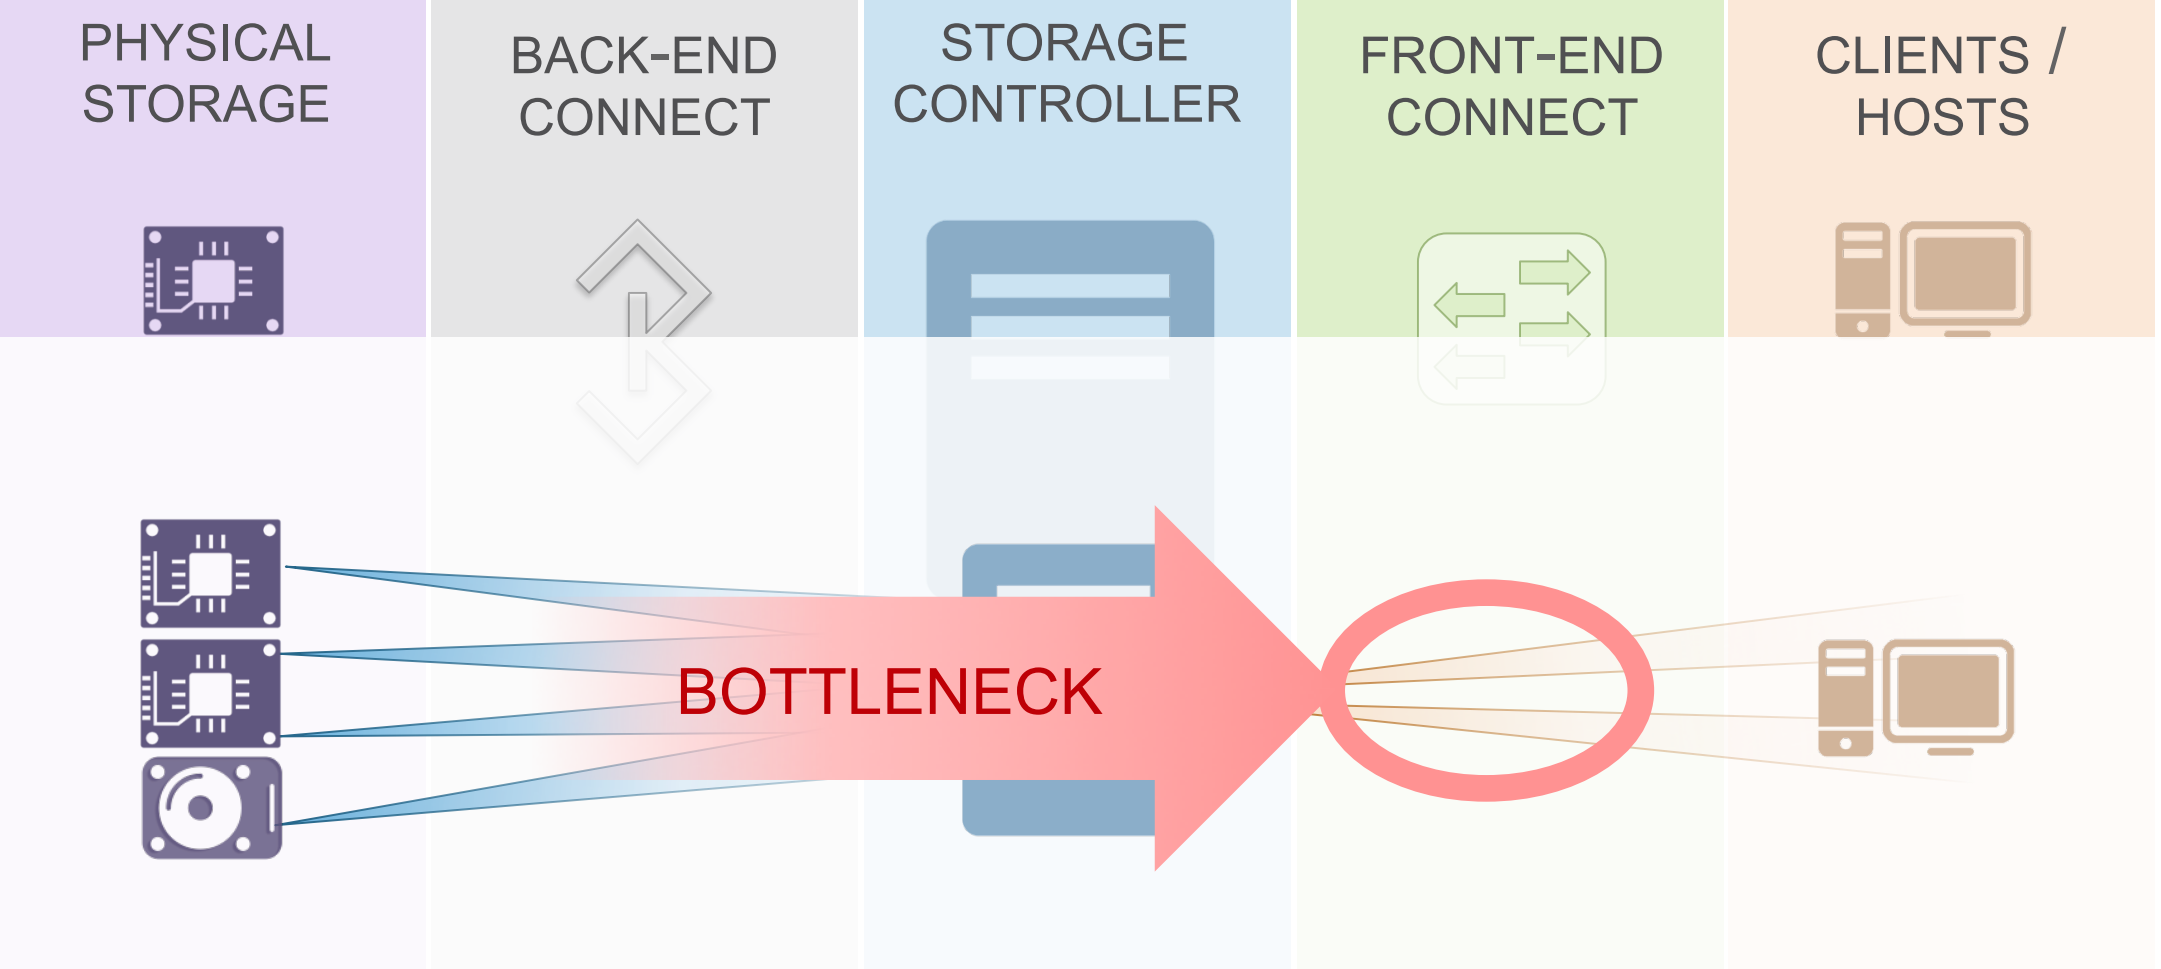 PHYSICAL
STORAGE
BACK-END
CONNECT
STORAGE
CONTROLLER
FRONT-END
CONNECT
CLIENTS /
HOSTS
BOTTLENECK